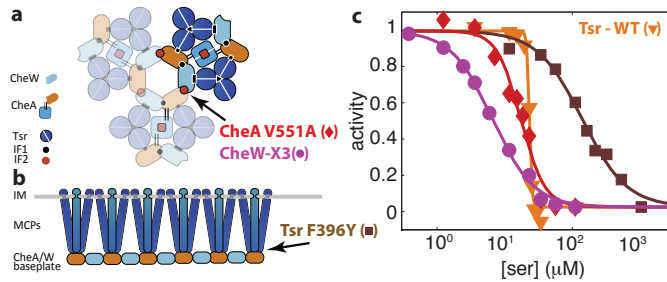 a
CheW
CheA
Tsr
IF1
IF2
CheA V551A (♦)
CheW-X3(●)
b
IM
MCPs
CheA/W
baseplate
Tsr F396Y (■)
c
Tsr - WT (▼)
activity
1
0.8
0.6
0.4
0.2
0
10⁰
10¹
10²
10³
[ser] (μM)